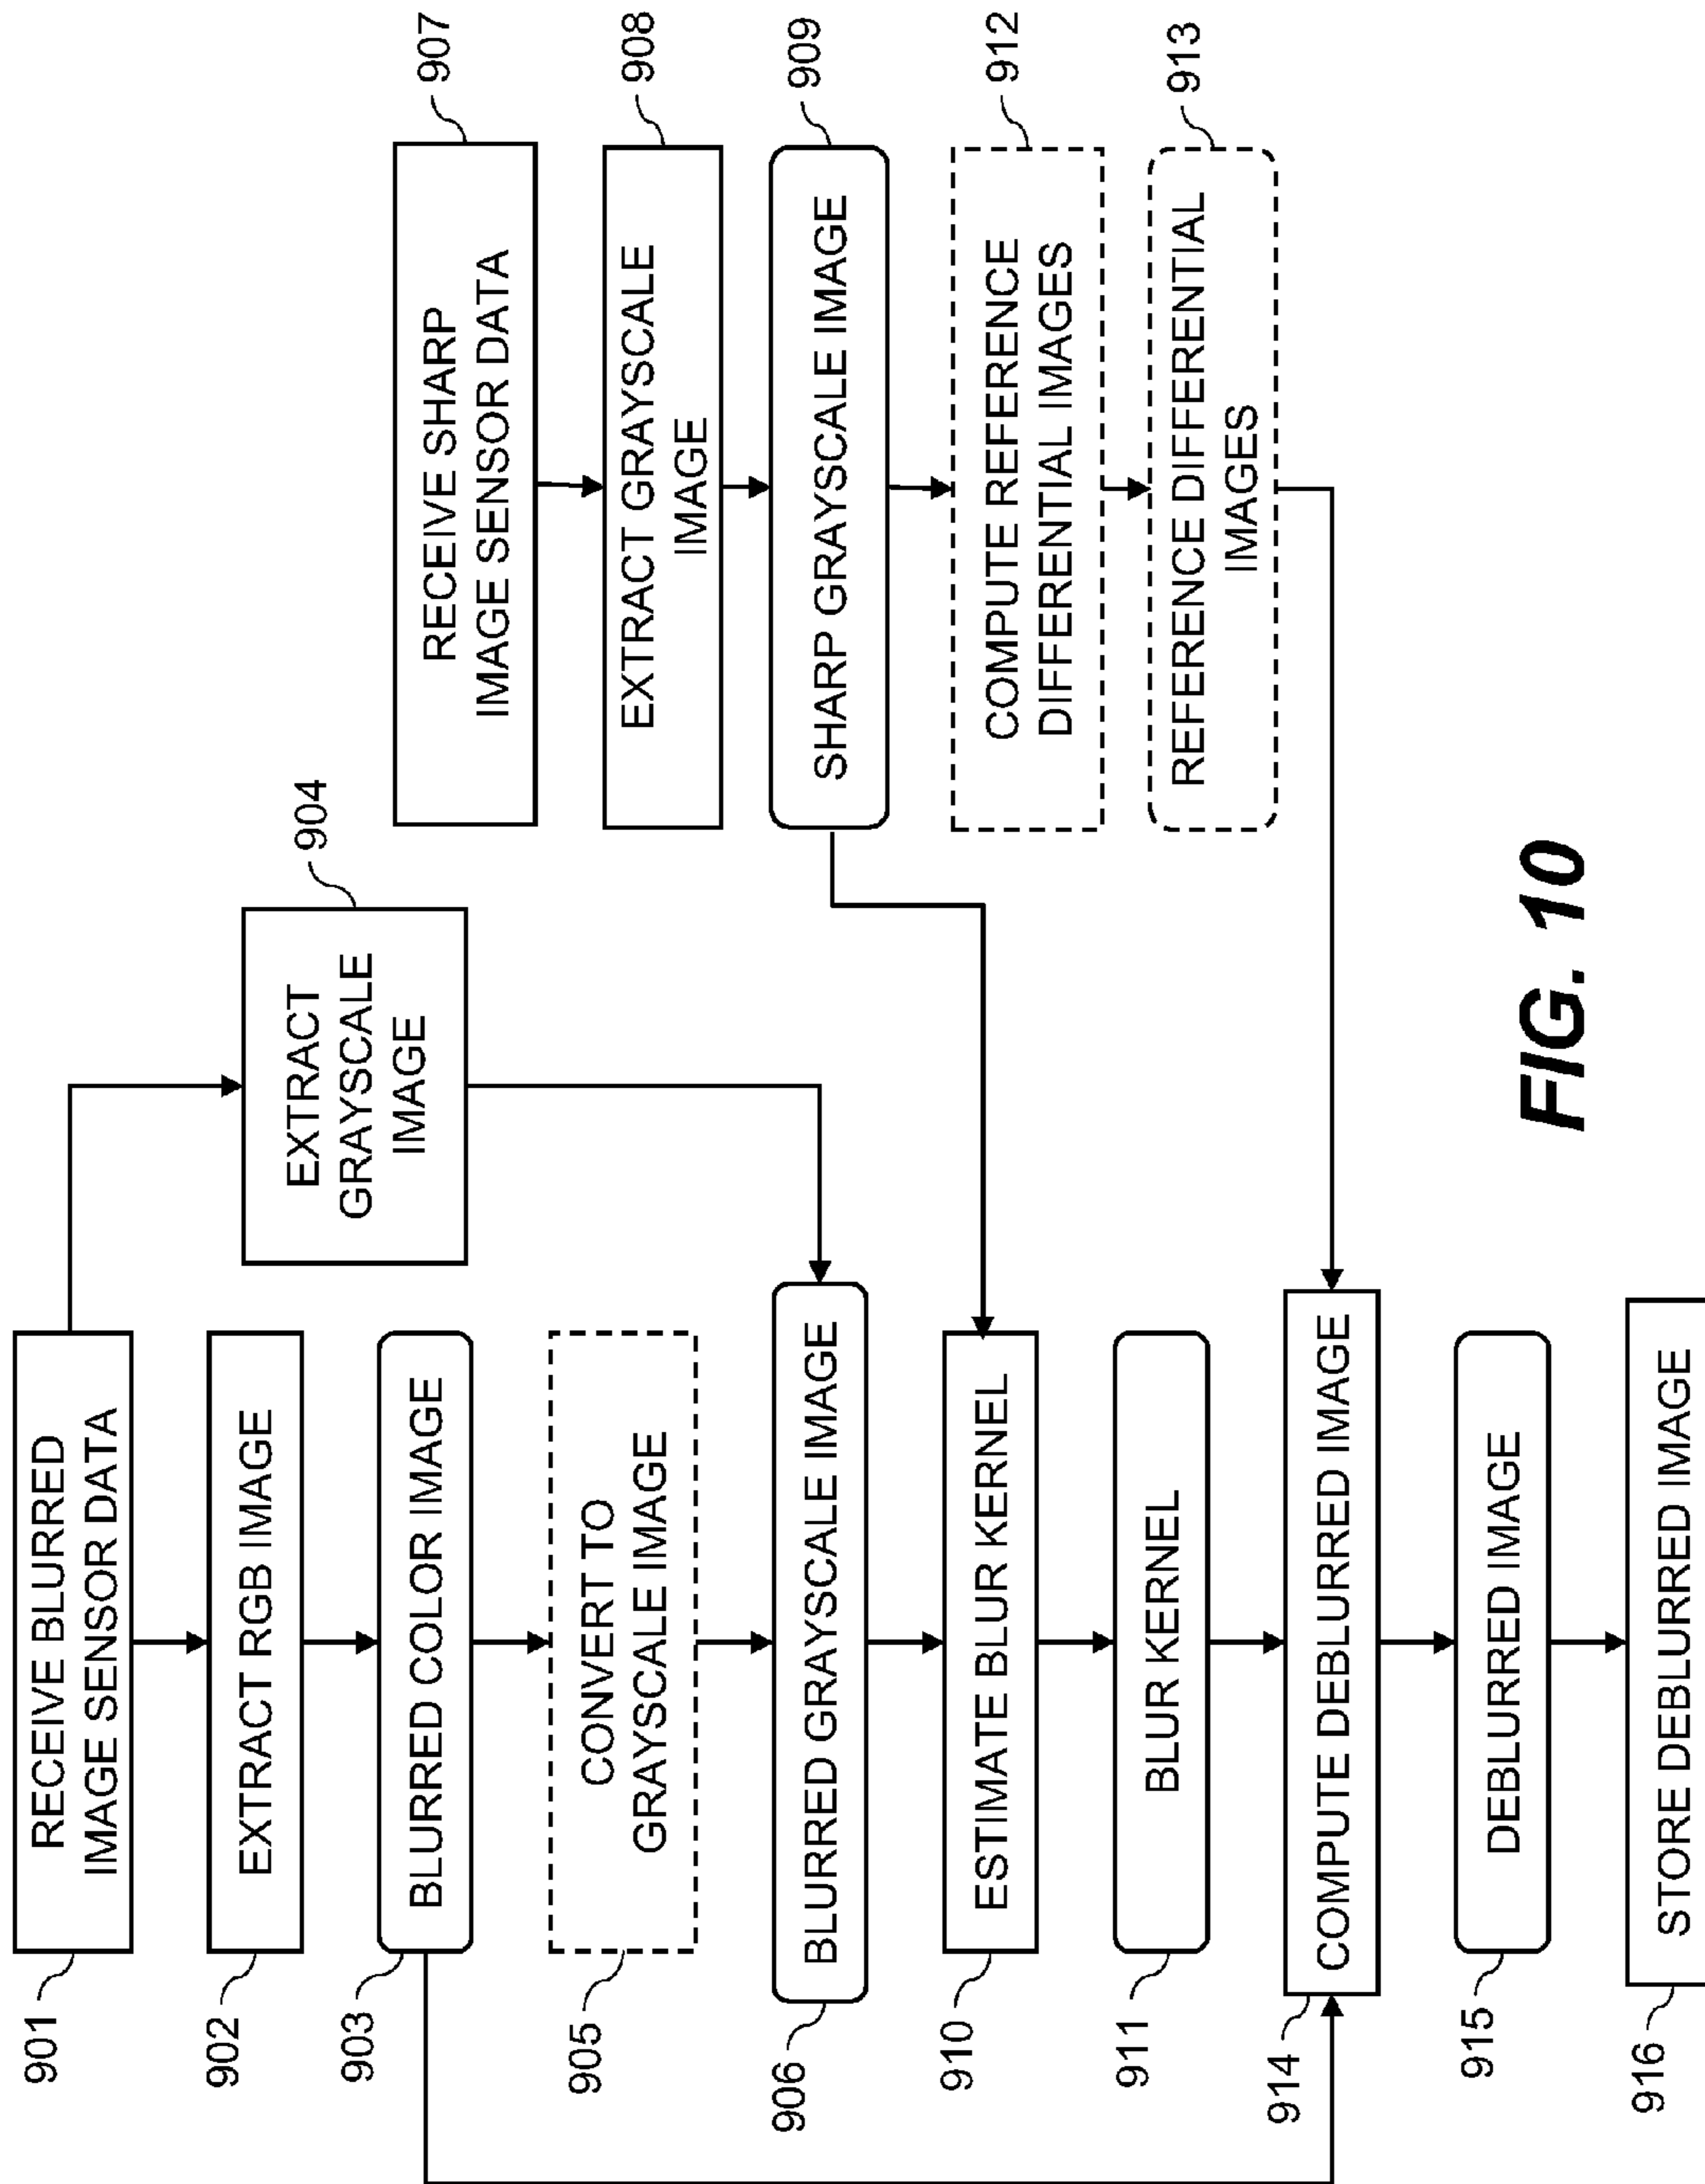 901
RECEIVE BLURRED
IMAGE SENSOR DATA
902
EXTRACT RGB IMAGE
903
BLURRED COLOR IMAGE
904
EXTRACT
GRAYSCALE
IMAGE
905
CONVERT TO
GRAYSCALE IMAGE
906
BLURRED GRAYSCALE IMAGE
907
RECEIVE SHARP
IMAGE SENSOR DATA
908
EXTRACT GRAYSCALE
IMAGE
909
SHARP GRAYSCALE IMAGE
910
ESTIMATE BLUR KERNEL
911
BLUR KERNEL
912
COMPUTE REFERENCE
DIFFERENTIAL IMAGES
913
REFERENCE DIFFERENTIAL
IMAGES
914
COMPUTE DEBLURRED IMAGE
915
DEBLURRED IMAGE
916
STORE DEBLURRED IMAGE
FIG. 10